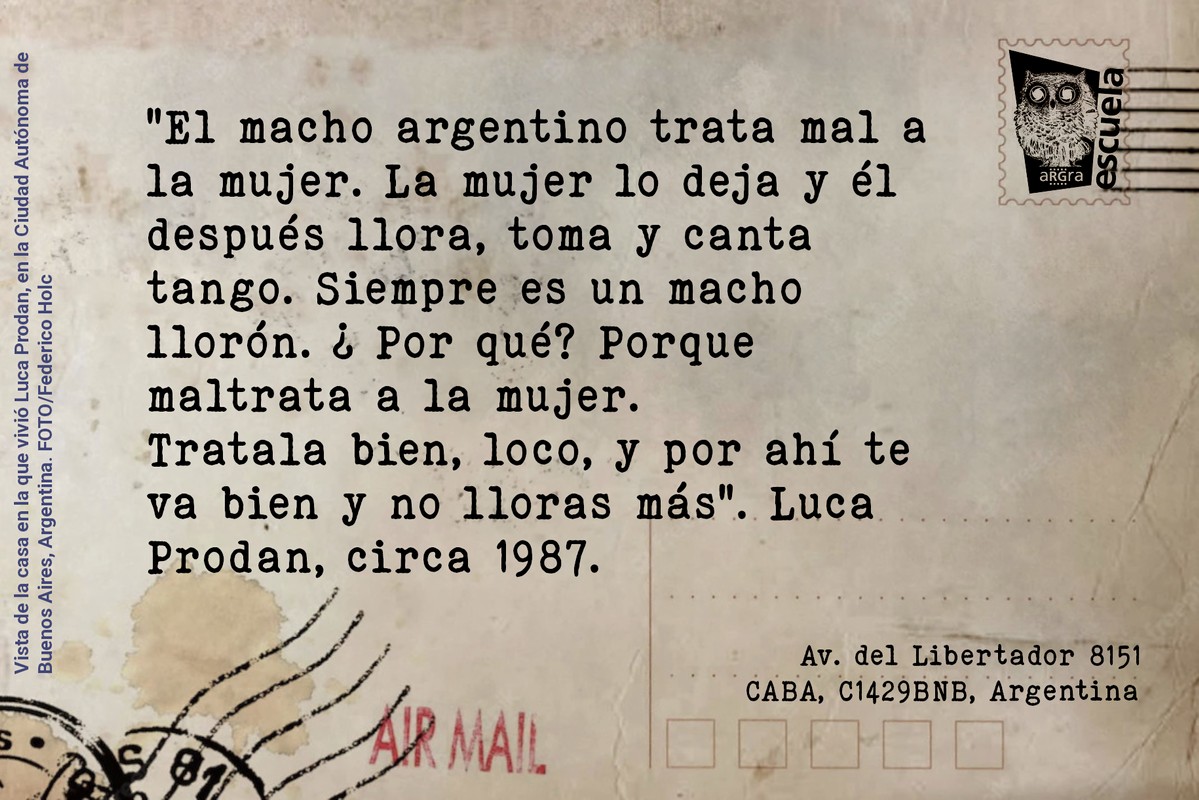 Vista de la casa en la que vivió Luca Prodan, en la Ciudad Autónoma de
Buenos Aires, Argentina. FOTO/Federico Holc
"El macho argentino trata mal a
la mujer. La mujer lo deja y él
después llora, toma y canta
tango. Siempre es un macho
llorón. ¿ Por qué? Porque
maltrata a la mujer.
Tratala bien, loco, y por ahí te
va bien y no lloras más". Luca
Prodan, circa 1987.
aRGra
escuela
Av. del Libertador 8151
CABA, C1429BNB, Argentina
AIR MAIL
S 81